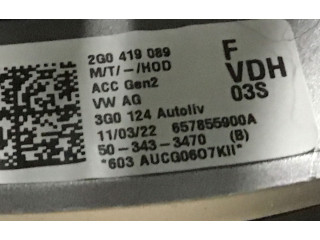 2G0 419 089
M/T/-/HOD
ACC Gen2
VW AG
3G0 124 Autoliv
11/03/22 657855900A
50-343-3470 (B)
*603 AUCG06O7KII*
F
VDH
03S